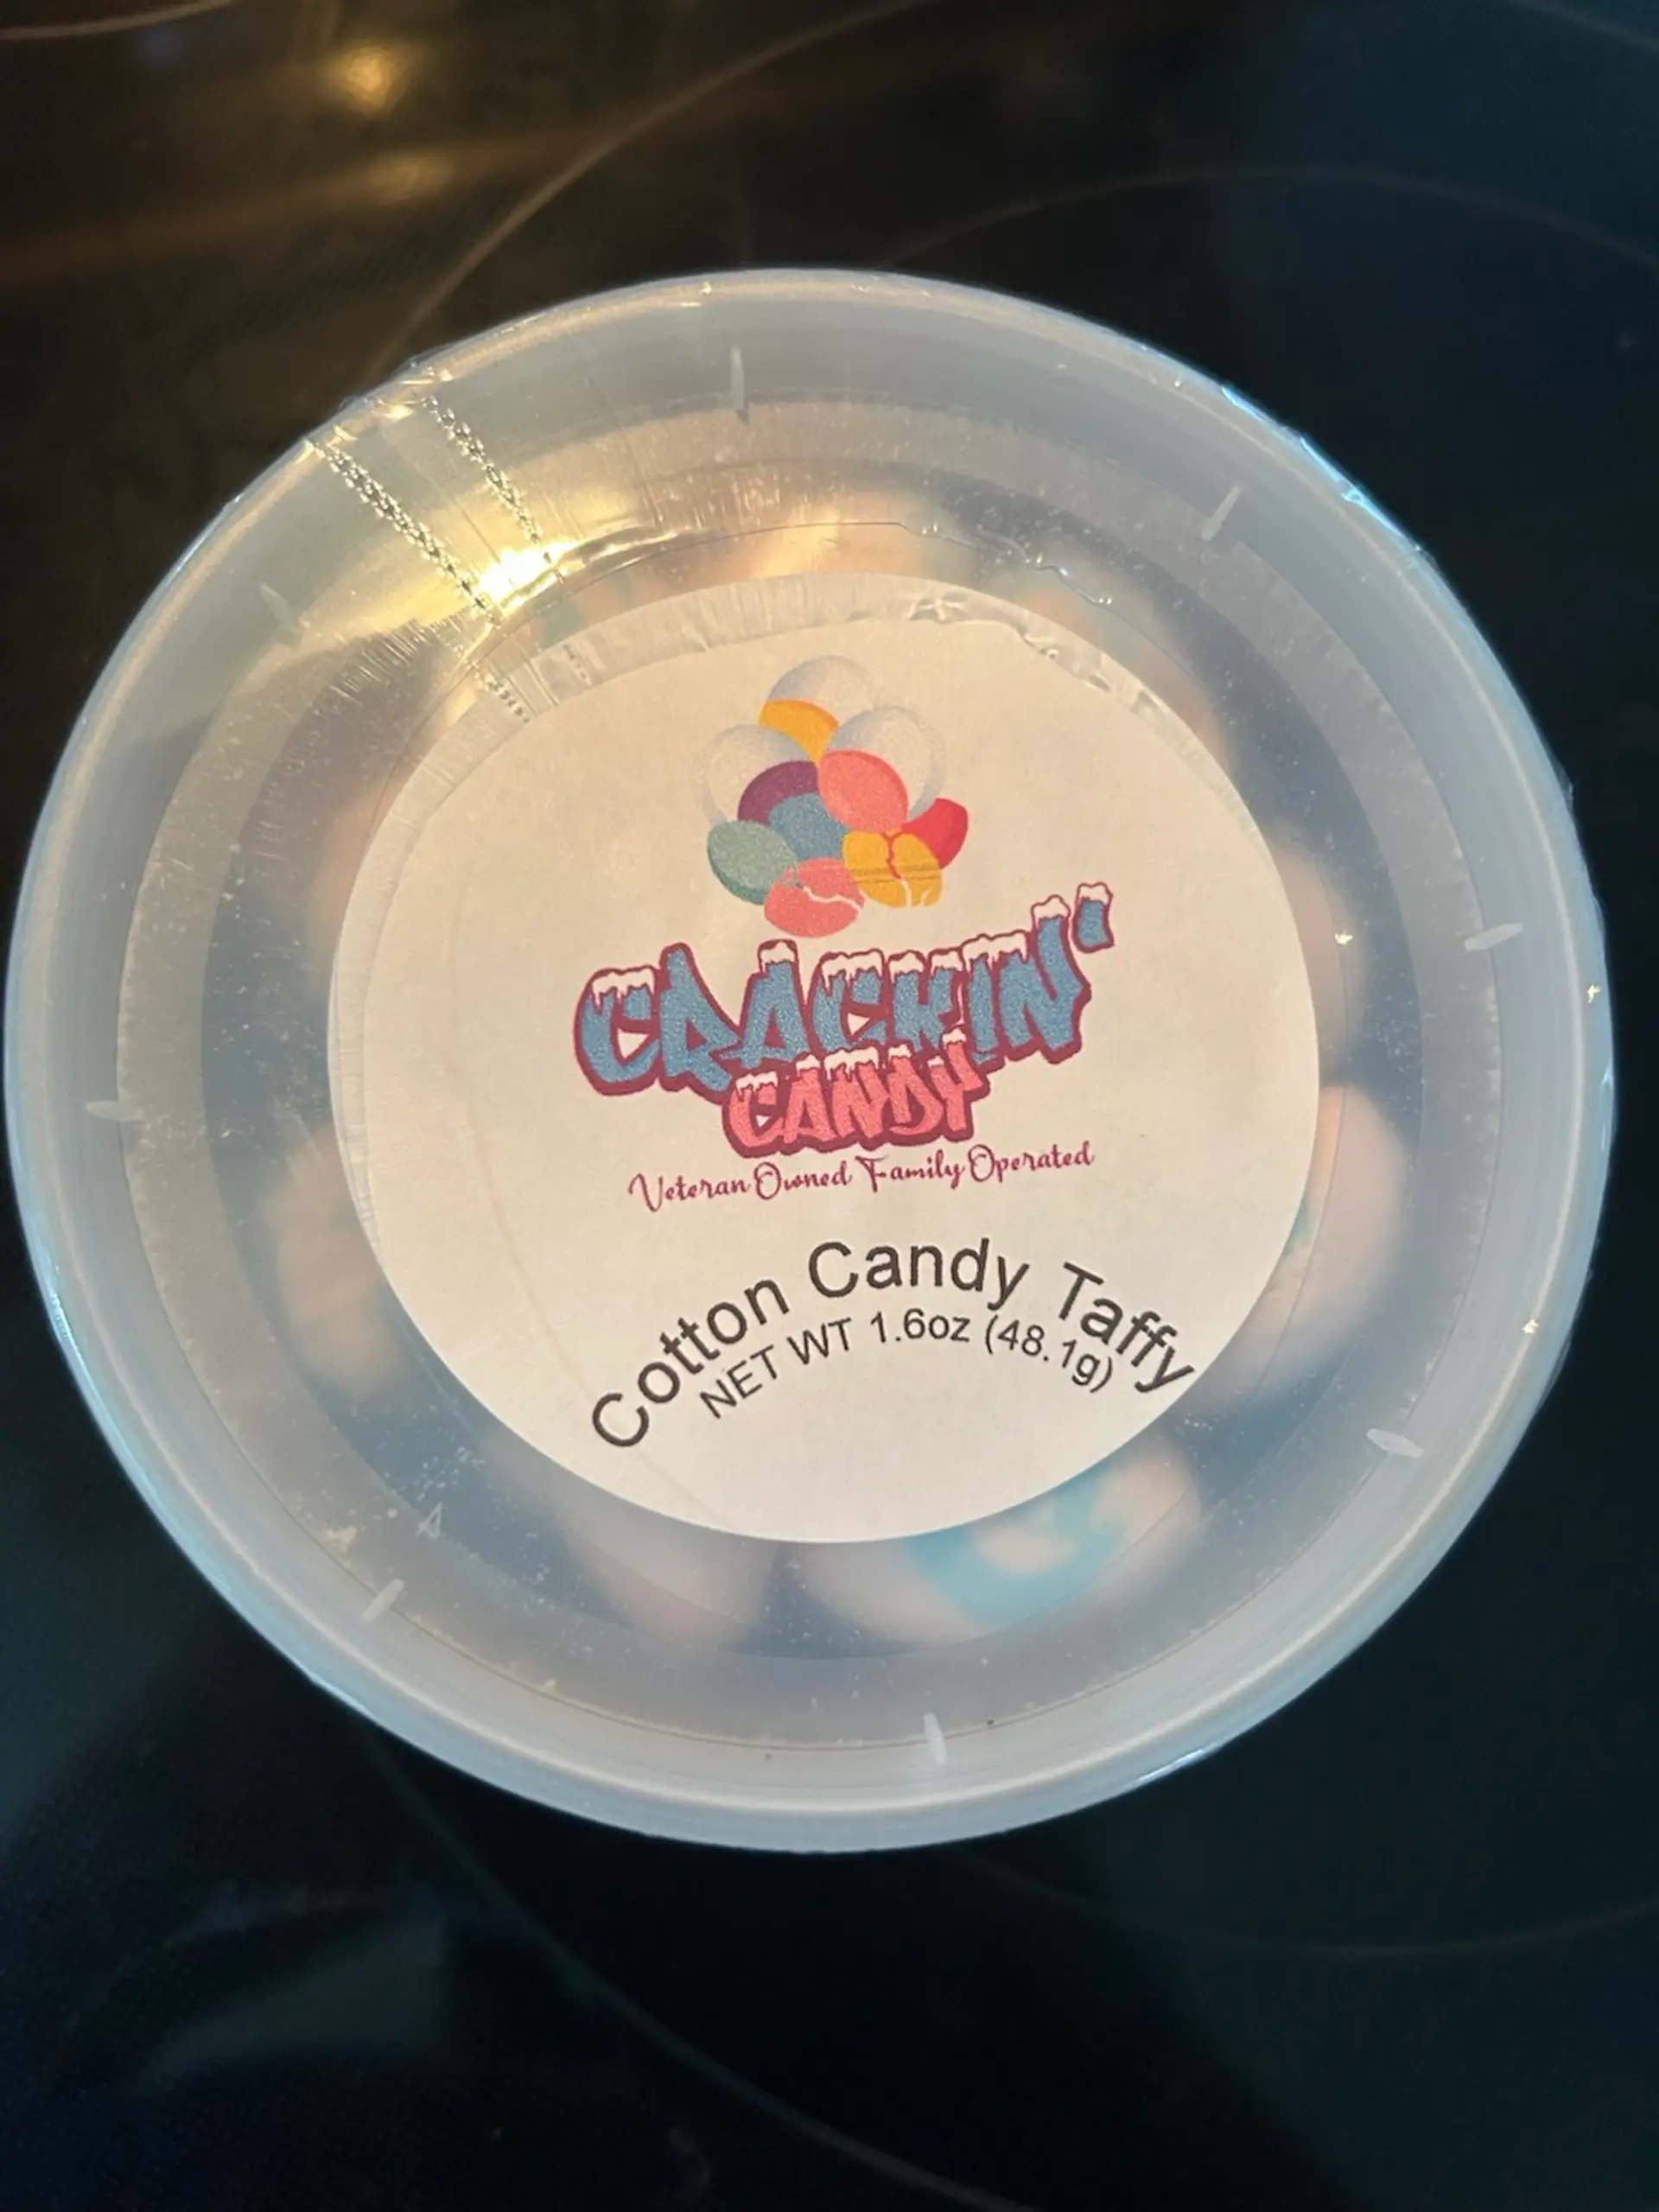 CRACKIN'
CANDY
Veteran Owned Family Operated
Cotton Candy Taffy
NET WT 1.6oz (48.1g)